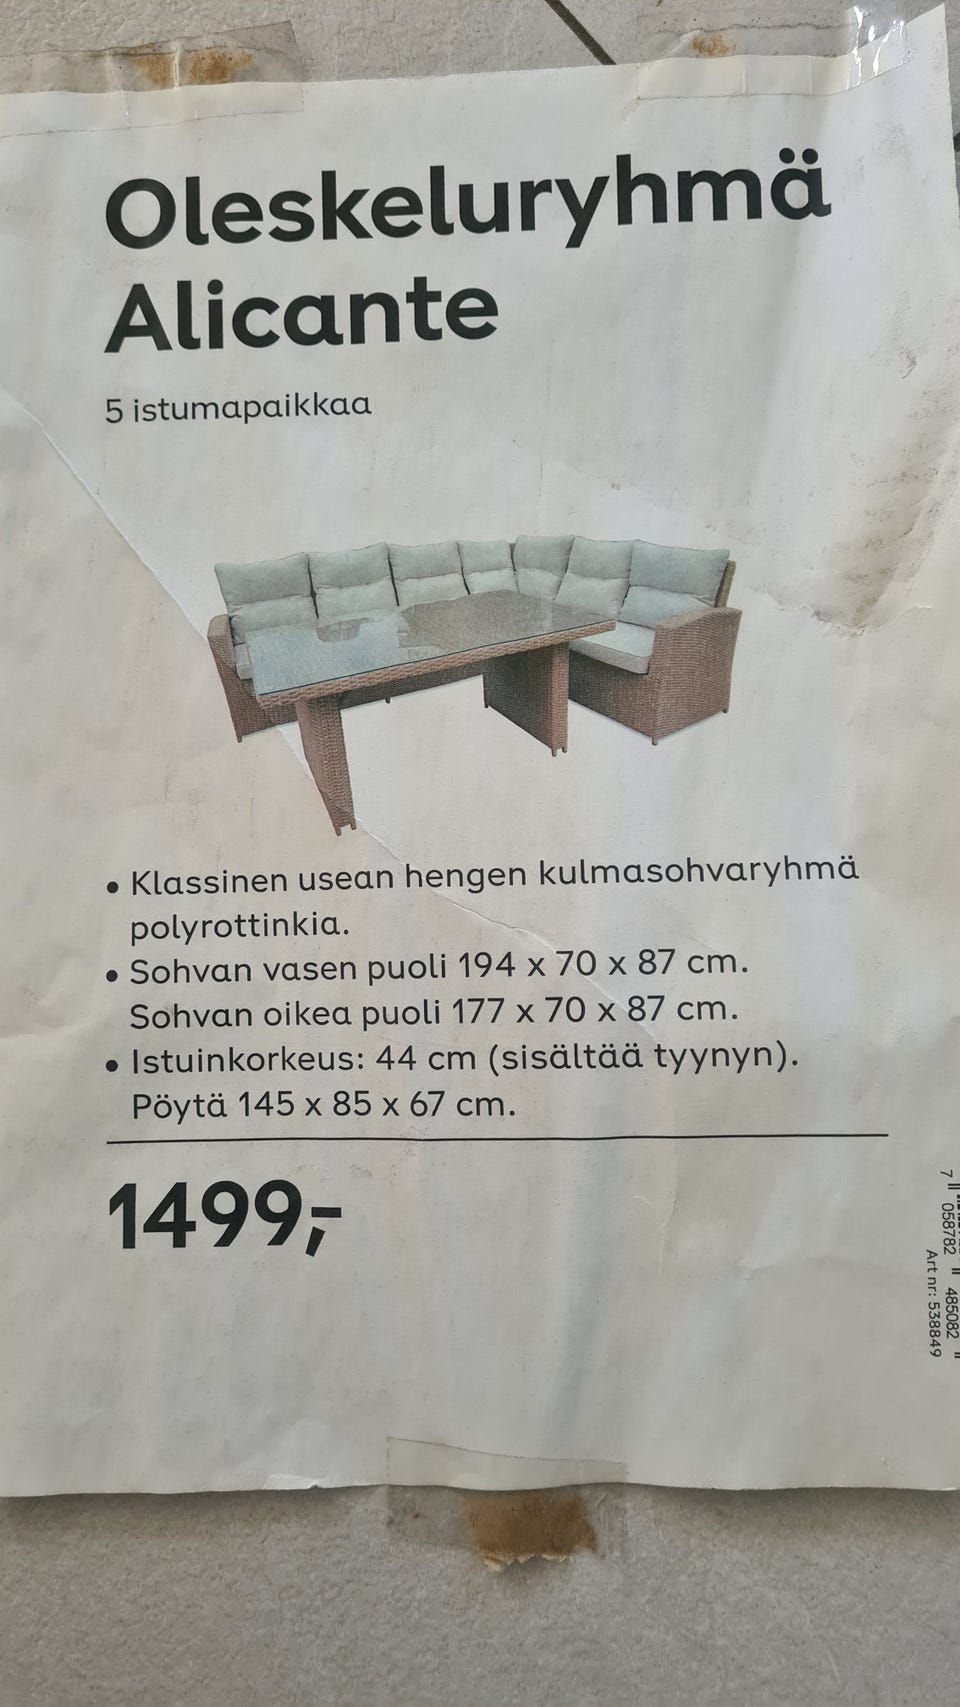 Oleskeluryhmä
Alicante
5 istumapaikkaa
• Klassinen usean hengen kulmasohvaryhmä
polyrottinkia.
• Sohvan vasen puoli 194 x 70 x 87 cm.
Sohvan oikea puoli 177 x 70 x 87 cm.
• Istuinkorkeus: 44 cm (sisältää tyynyn).
Pöytä 145 x 85 x 67 cm.
1499,-
7 058782 485082
Art nr: 538849